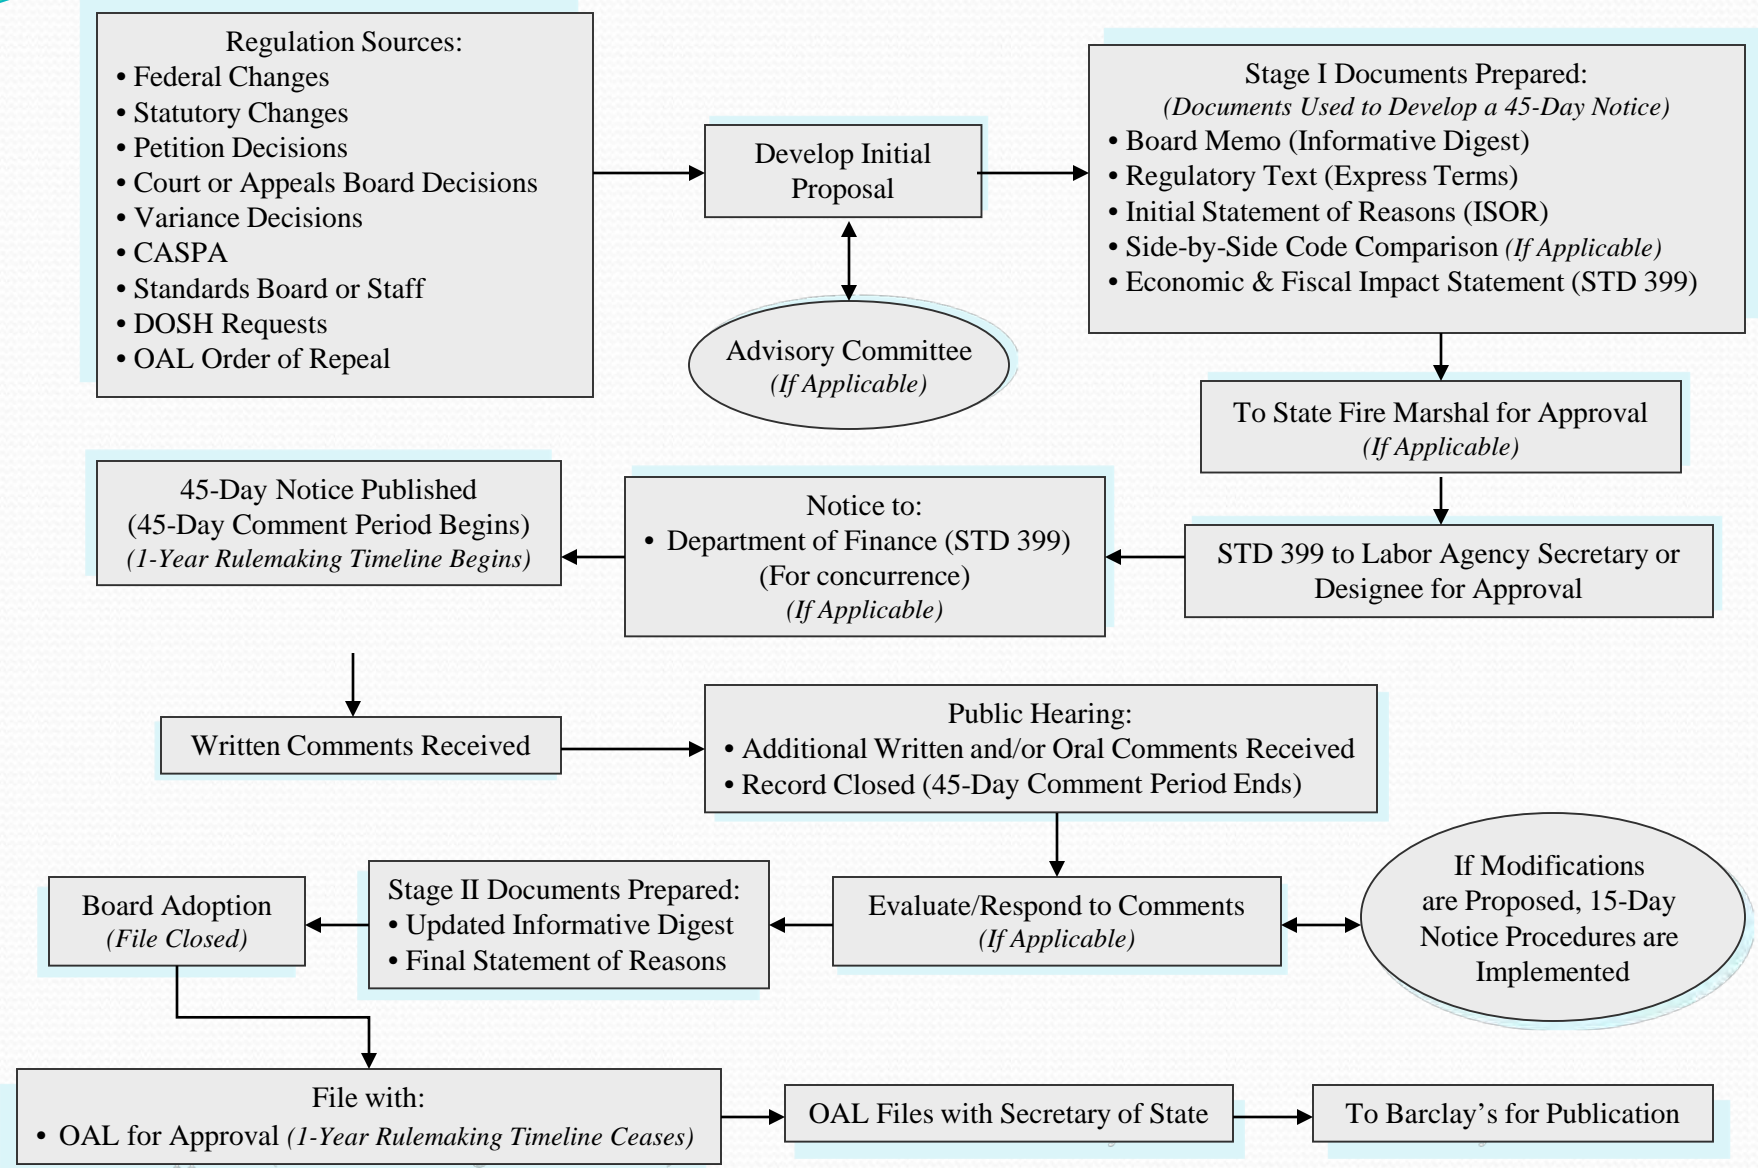 Regulation Sources:
• Federal Changes
• Statutory Changes
• Petition Decisions
• Court or Appeals Board Decisions
• Variance Decisions
• CASPA
• Standards Board or Staff
• DOSH Requests
• OAL Order of Repeal
Develop Initial
Proposal
Advisory Committee
(If Applicable)
Stage I Documents Prepared:
(Documents Used to Develop a 45-Day Notice)
• Board Memo (Informative Digest)
• Regulatory Text (Express Terms)
• Initial Statement of Reasons (ISOR)
• Side-by-Side Code Comparison (If Applicable)
• Economic & Fiscal Impact Statement (STD 399)
To State Fire Marshal for Approval
(If Applicable)
STD 399 to Labor Agency Secretary or
Designee for Approval
Notice to:
• Department of Finance (STD 399)
(For concurrence)
(If Applicable)
45-Day Notice Published
(45-Day Comment Period Begins)
(1-Year Rulemaking Timeline Begins)
Written Comments Received
Public Hearing:
• Additional Written and/or Oral Comments Received
• Record Closed (45-Day Comment Period Ends)
Evaluate/Respond to Comments
(If Applicable)
If Modifications
are Proposed, 15-Day
Notice Procedures are
Implemented
Stage II Documents Prepared:
• Updated Informative Digest
• Final Statement of Reasons
Board Adoption
(File Closed)
File with:
• OAL for Approval (1-Year Rulemaking Timeline Ceases)
OAL Files with Secretary of State
To Barclay’s for Publication